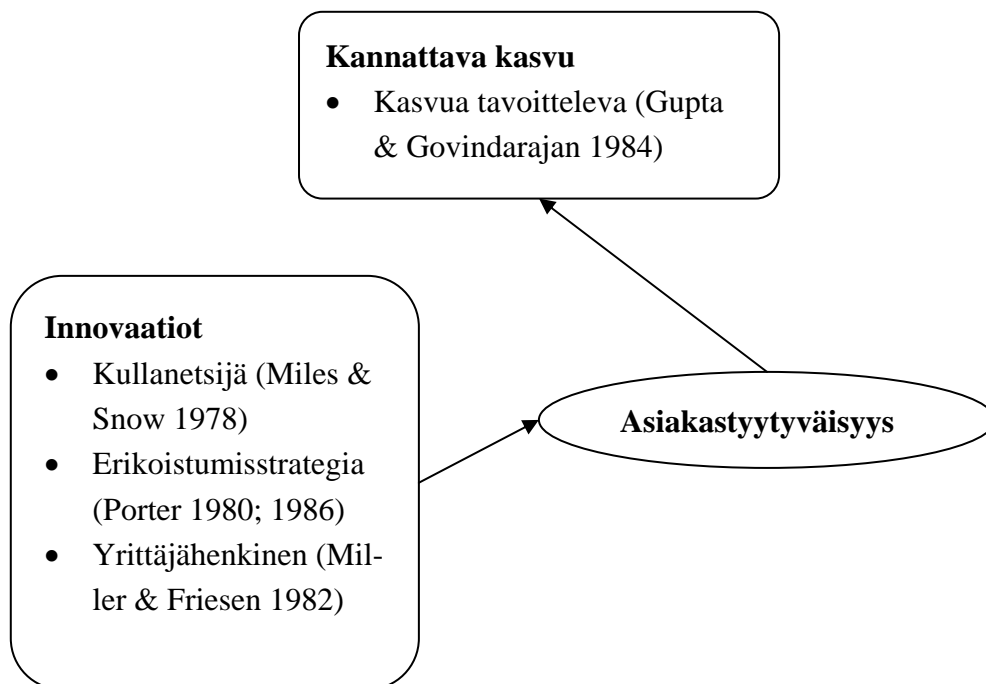 Kannattava kasvu
• Kasvua tavoitteleva (Gupta
& Govindarajan 1984)
Innovaatiot
• Kullanetsijä (Miles &
Snow 1978)
• Erikoistumisstrategia
(Porter 1980; 1986)
• Yrittäjähenkinen (Mil-
ler & Friesen 1982)
Asiakastyytyväisyys